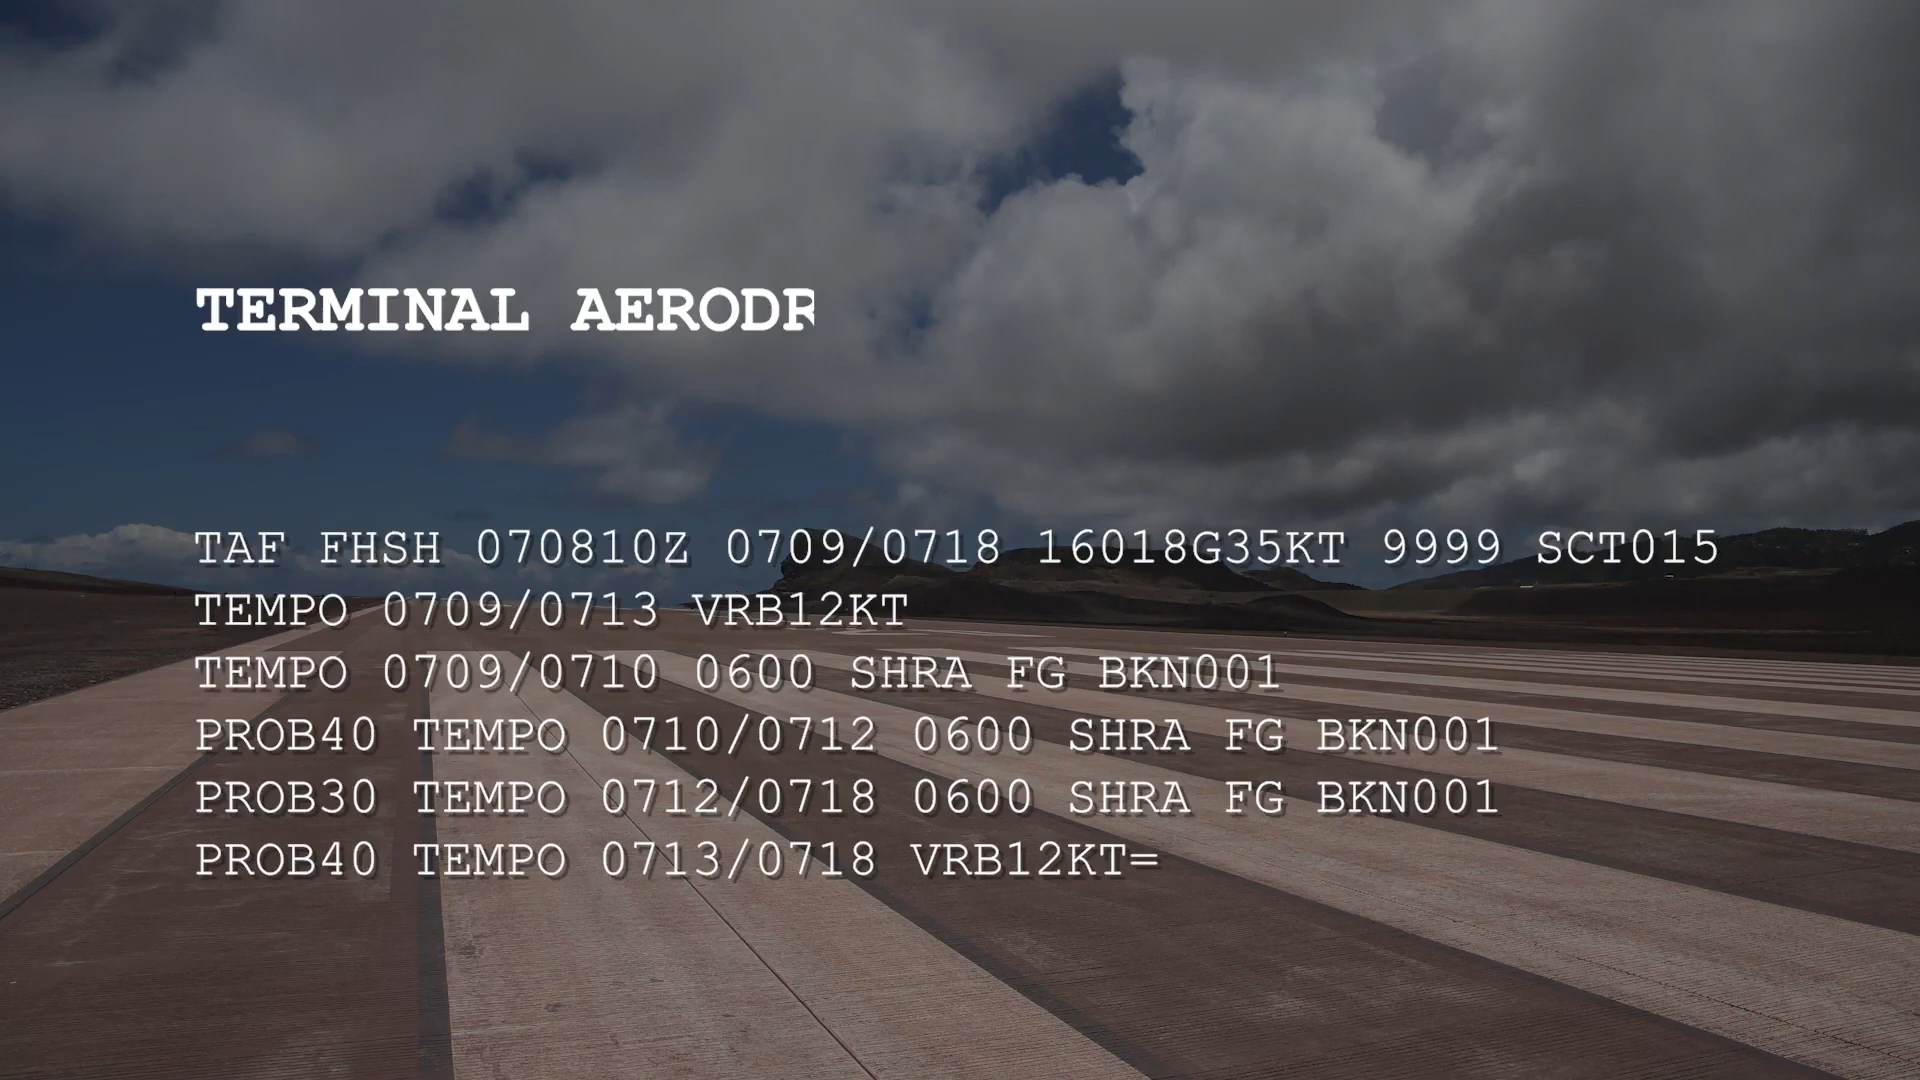 TERMINAL AERODR
TAF FHSH 070810Z 0709/0718 16018G35KT 9999 SCT015
TEMPO 0709/0713 VRB12KT
TEMPO 0709/0710 0600 SHRA FG BKN001
PROB40 TEMPO 0710/0712 0600 SHRA FG BKN001
PROB30 TEMPO 0712/0718 0600 SHRA FG BKN001
PROB40 TEMPO 0713/0718 VRB12KT=